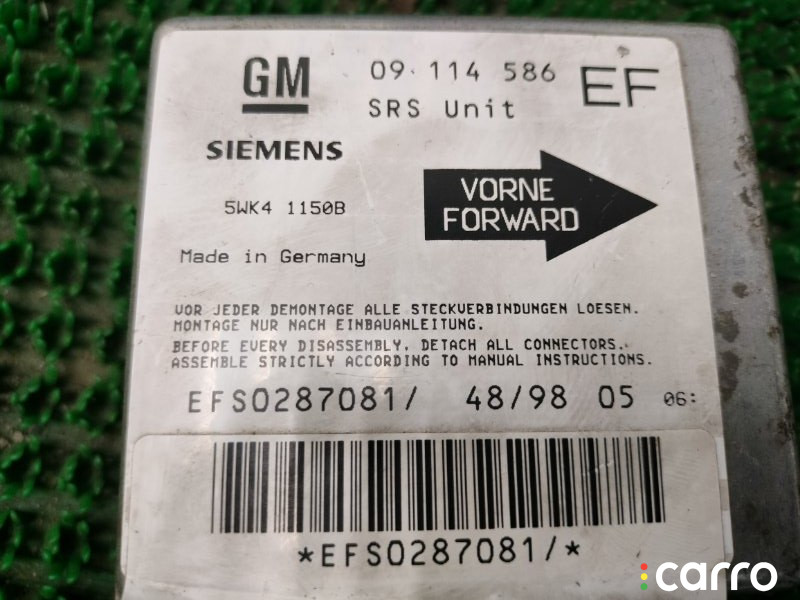 GM 09 114 586 EF
SRS Unit
SIEMENS
5WK4 1150B
VORNE
FORWARD
Made in Germany
VOR JEDER DEMONTAGE ALLE STECKVERBINDUNGEN LOESEN.
MONTAGE NUR NACH EINBAUANLEITUNG.
BEFORE EVERY DISASSEMBLY, DETACH ALL CONNECTORS.
ASSEMBLE STRICTLY ACCORDING TO MANUAL INSTRUCTIONS.
EFS0287081/ 48/98 05 06:
*EFS0287081/*
carro